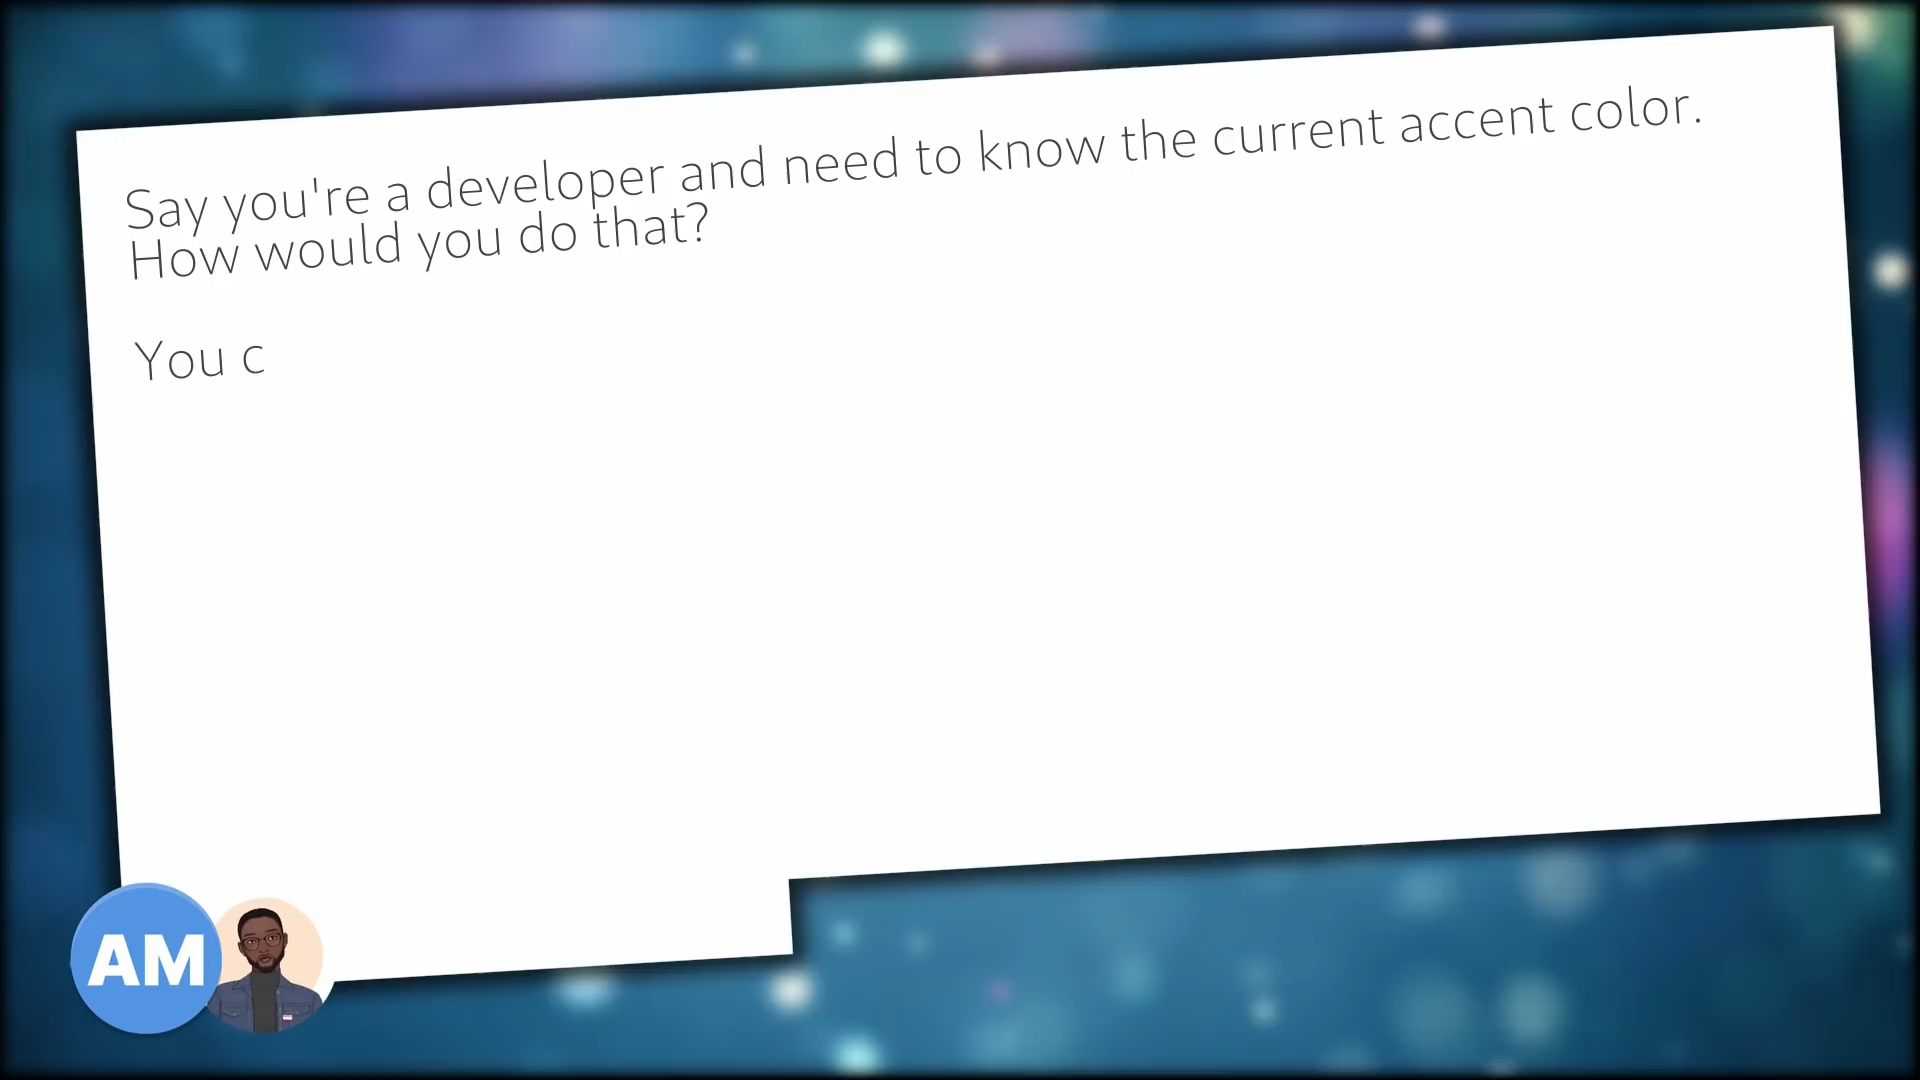 Say you're a developer and need to know the current accent color.
How would you do that?
You c
AM